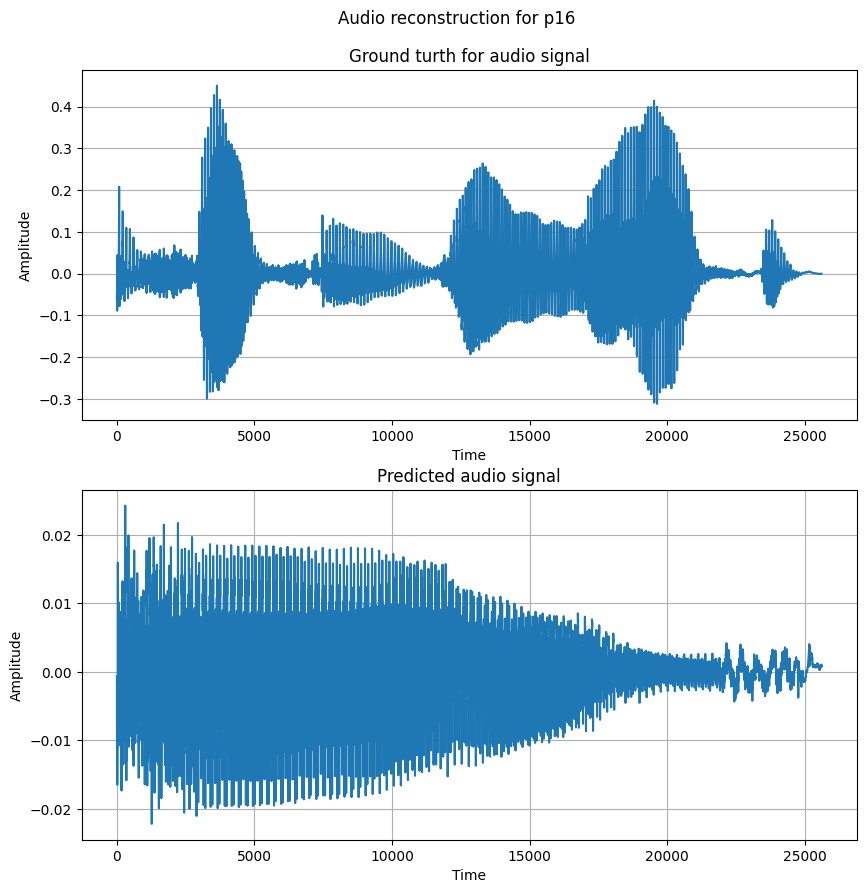 Audio reconstruction for p16
Ground turth for audio signal
0.4
0.3
0.2
0.1
0.0
−0.1
−0.2
−0.3
Amplitude
0 5000 10000 15000 20000 25000
Time
Predicted audio signal
0.02
0.01
0.00
−0.01
−0.02
Amplitude
0 5000 10000 15000 20000 25000
Time